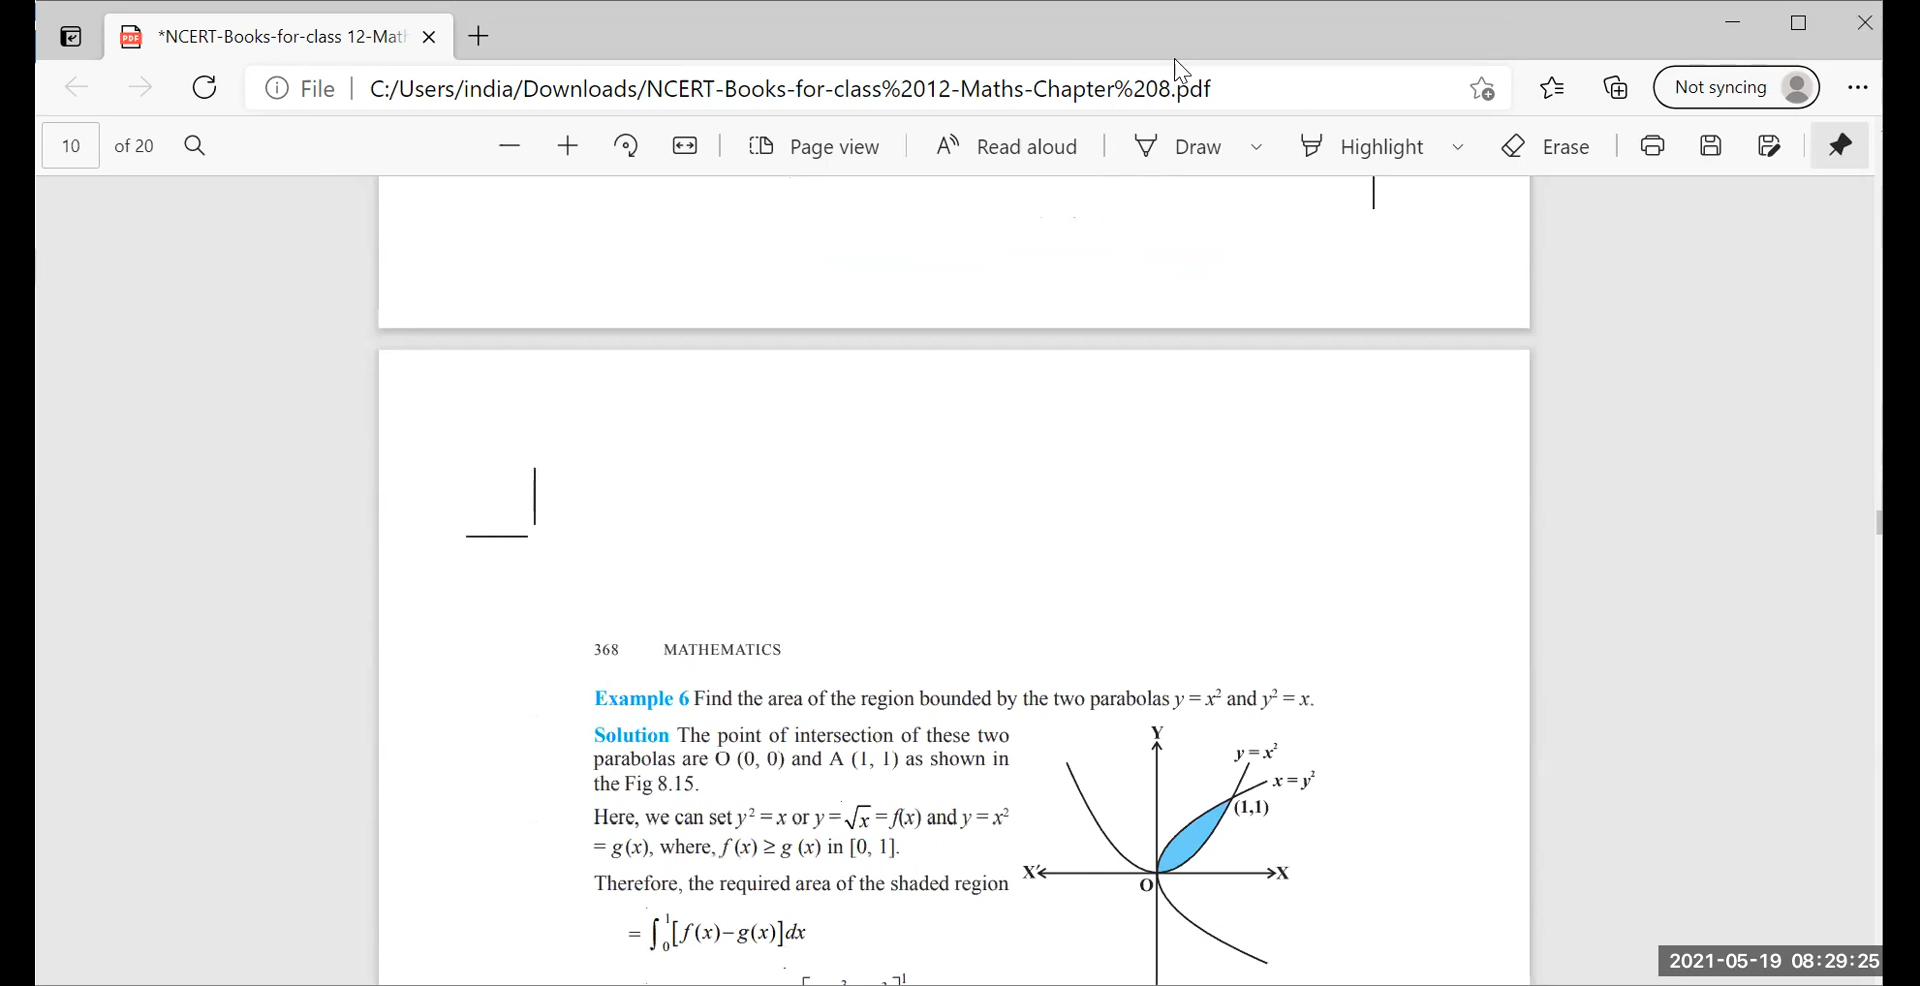 *NCERT-Books-for-class 12-Math
File
C:/Users/india/Downloads/NCERT-Books-for-class%2012-Maths-Chapter%208.pdf
Not syncing
10 of 20
Page view
Read aloud
Draw
Highlight
Erase
368 MATHEMATICS
Example 6 Find the area of the region bounded by the two parabolas y = x² and y² = x.
Solution The point of intersection of these two
parabolas are O (0, 0) and A (1, 1) as shown in
the Fig 8.15.
Here, we can set y² = x or y = √x = f(x) and y = x²
= g(x), where, f (x) ≥ g (x) in [0, 1].
Therefore, the required area of the shaded region
= ∫₀¹ [f(x) – g(x)] dx
Y
y = x²
x = y²
(1,1)
X′
X
O
2021-05-19 08:29:25